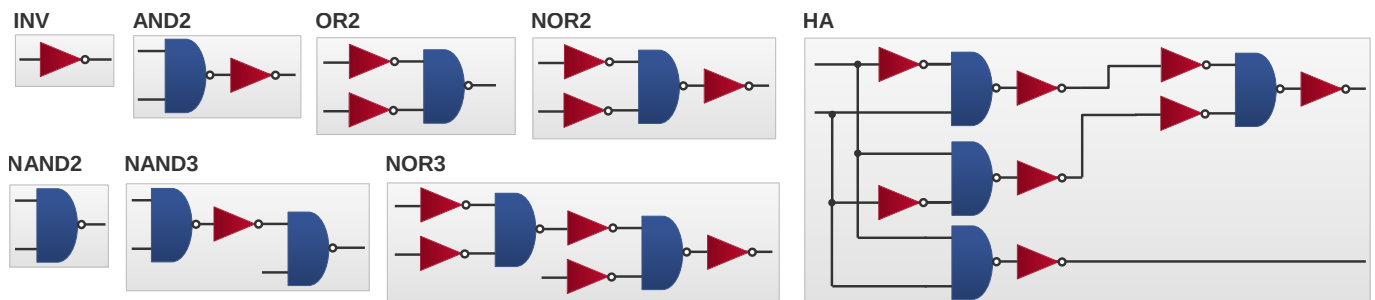 INV
AND2
OR2
NOR2
HA
NAND2
NAND3
NOR3